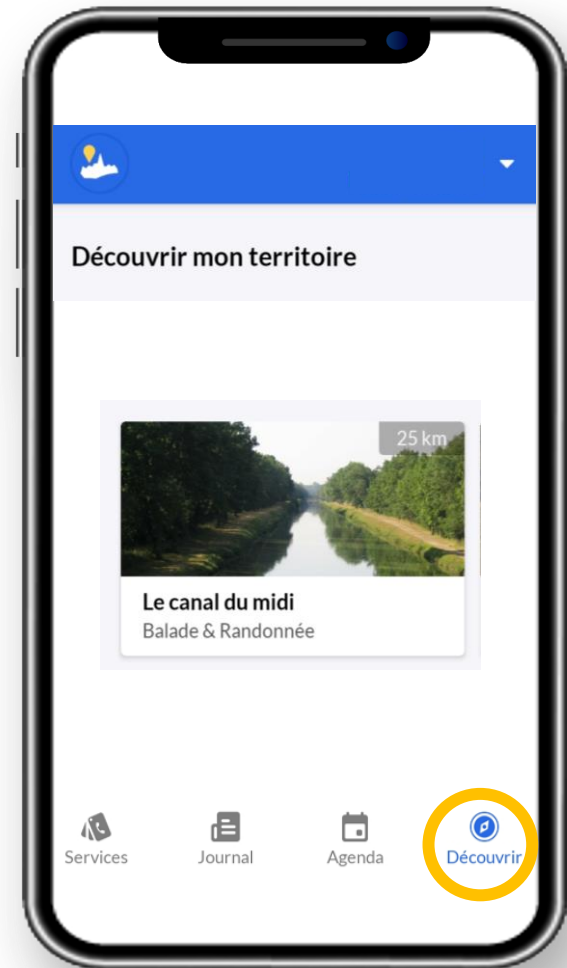 Découvrir mon territoire
25 km
Le canal du midi
Balade & Randonnée
Services
Journal
Agenda
Découvrir